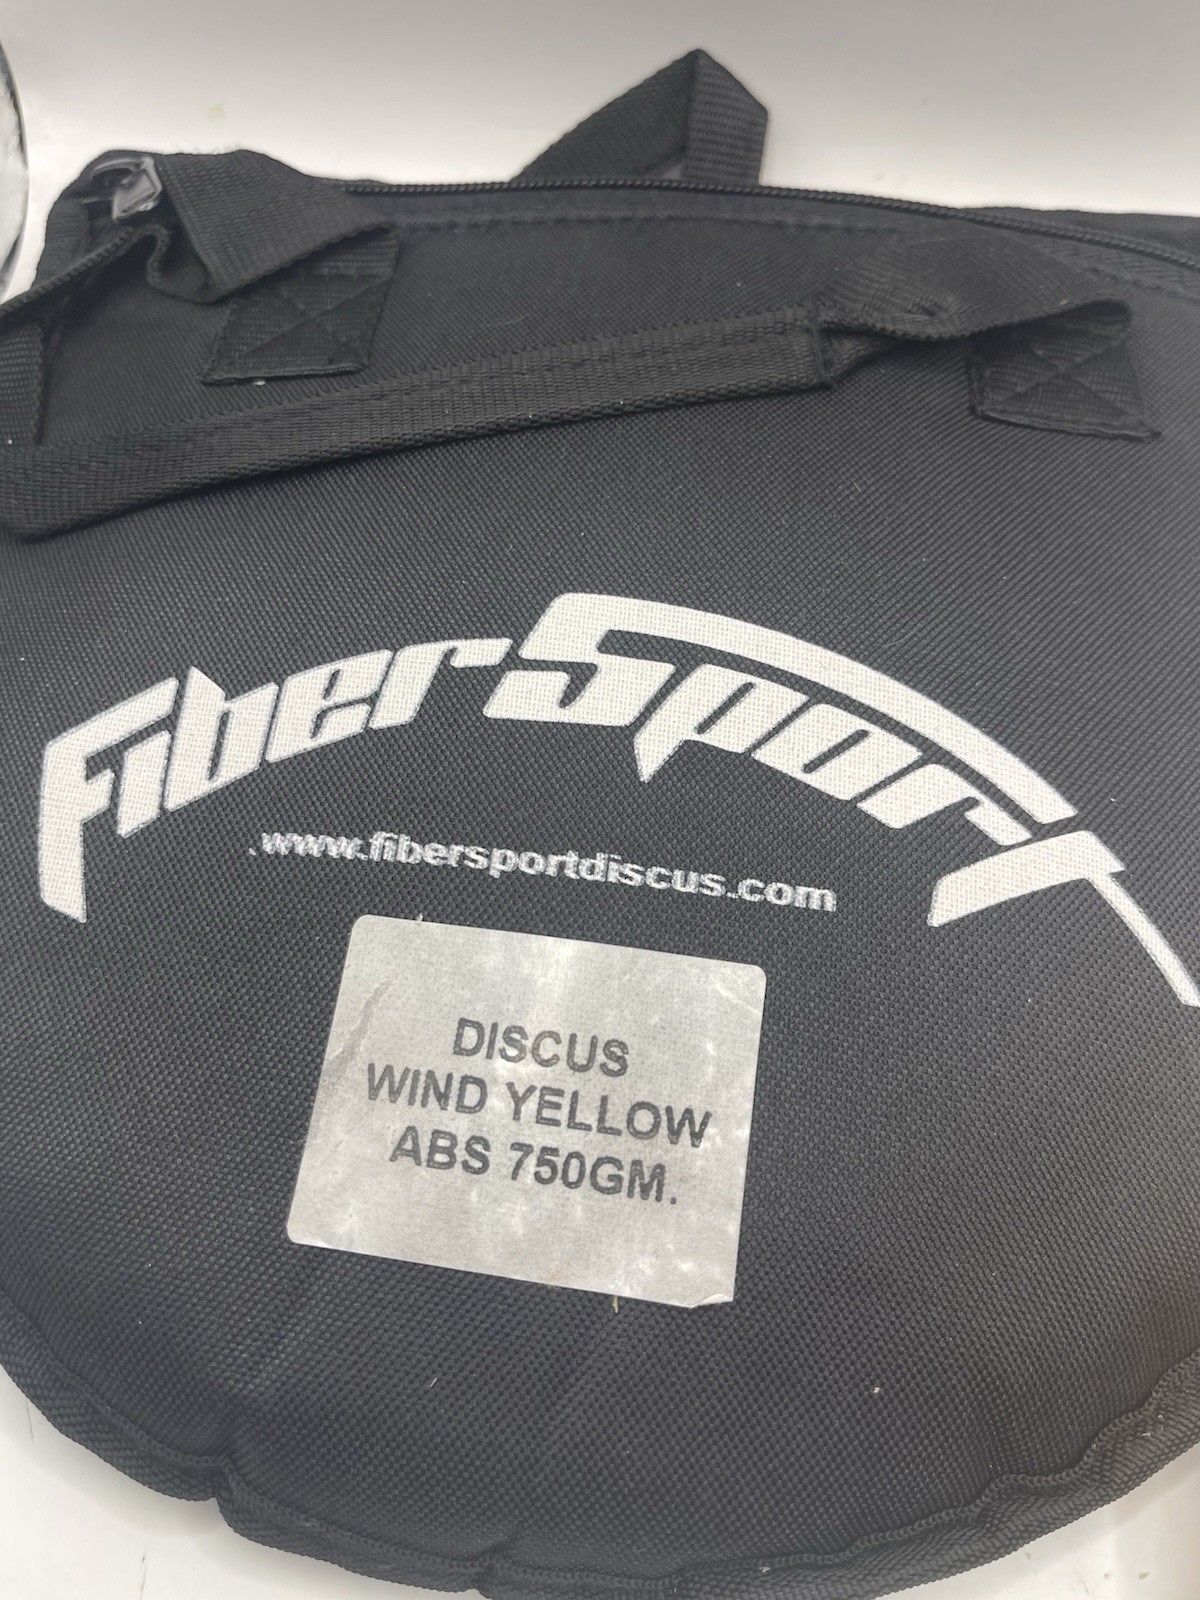 FiberSport
www.fibersportdiscus.com
DISCUS
WIND YELLOW
ABS 750GM.